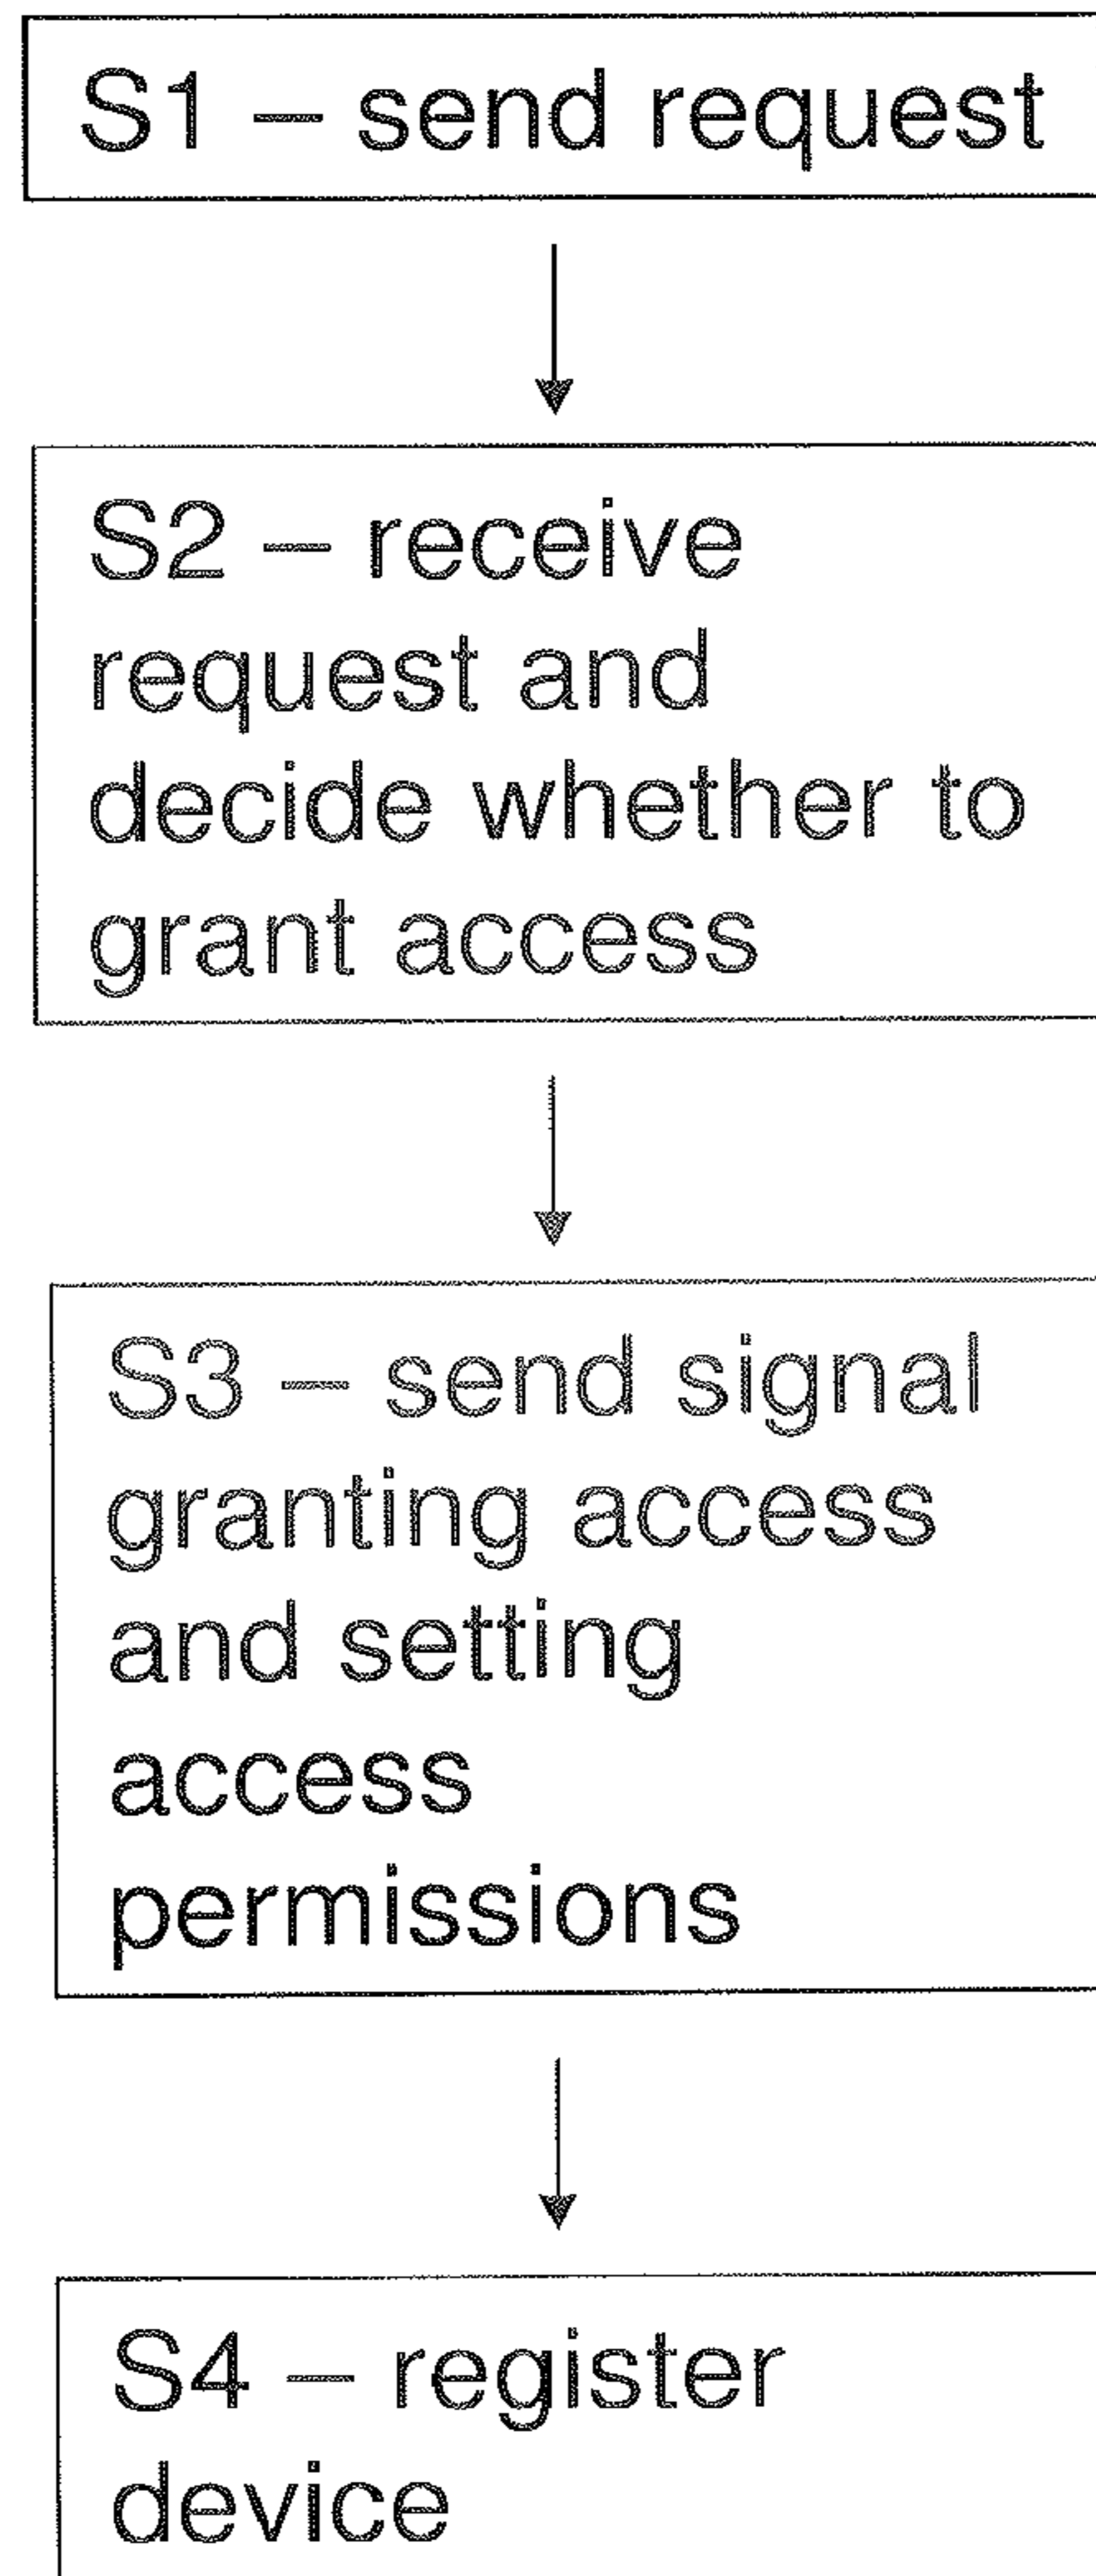 S1 – send request
S2 – receive
request and
decide whether to
grant access
S3 – send signal
granting access
and setting
access
permissions
S4 – register
device